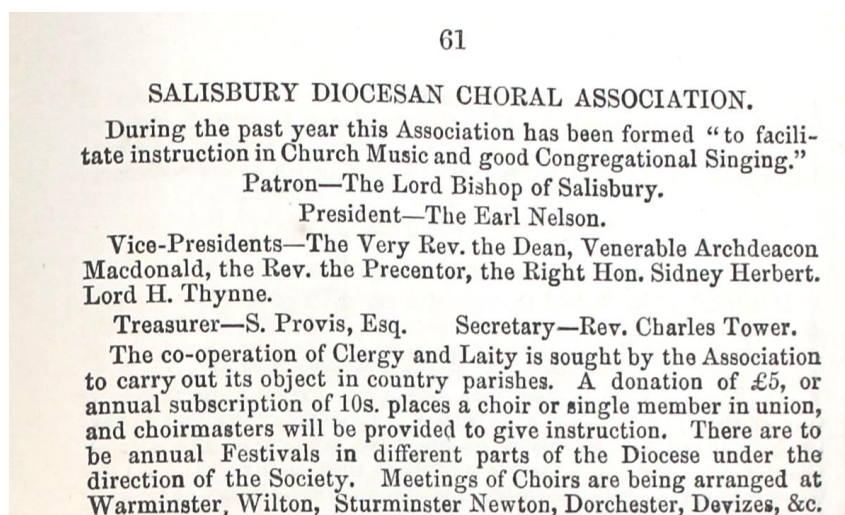 61
SALISBURY DIOCESAN CHORAL ASSOCIATION.
During the past year this Association has been formed “to facili-
tate instruction in Church Music and good Congregational Singing.”
Patron—The Lord Bishop of Salisbury.
President—The Earl Nelson.
Vice-Presidents—The Very Rev. the Dean, Venerable Archdeacon
Macdonald, the Rev. the Precentor, the Right Hon. Sidney Herbert.
Lord H. Thynne.
Treasurer—S. Provis, Esq. Secretary—Rev. Charles Tower.
The co-operation of Clergy and Laity is sought by the Association
to carry out its object in country parishes. A donation of £5, or
annual subscription of 10s. places a choir or single member in union,
and choirmasters will be provided to give instruction. There are to
be annual Festivals in different parts of the Diocese under the
direction of the Society. Meetings of Choirs are being arranged at
Warminster, Wilton, Sturminster Newton, Dorchester, Devizes, &c.